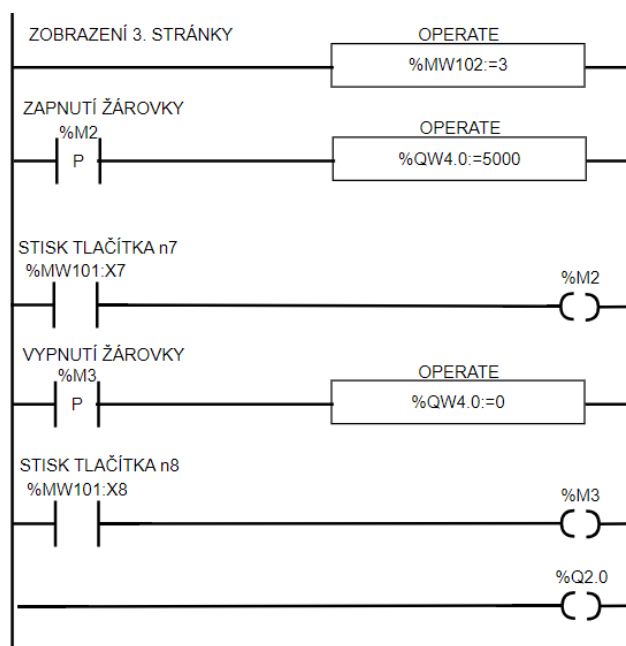 ZOBRAZENÍ 3. STRÁNKY
OPERATE
%MW102:=3
ZAPNUTÍ ŽÁROVKY
%M2
P
OPERATE
%QW4.0:=5000
STISK TLAČÍTKA n7
%MW101:X7
%M2
VYPNUTÍ ŽÁROVKY
%M3
P
OPERATE
%QW4.0:=0
STISK TLAČÍTKA n8
%MW101:X8
%M3
%Q2.0